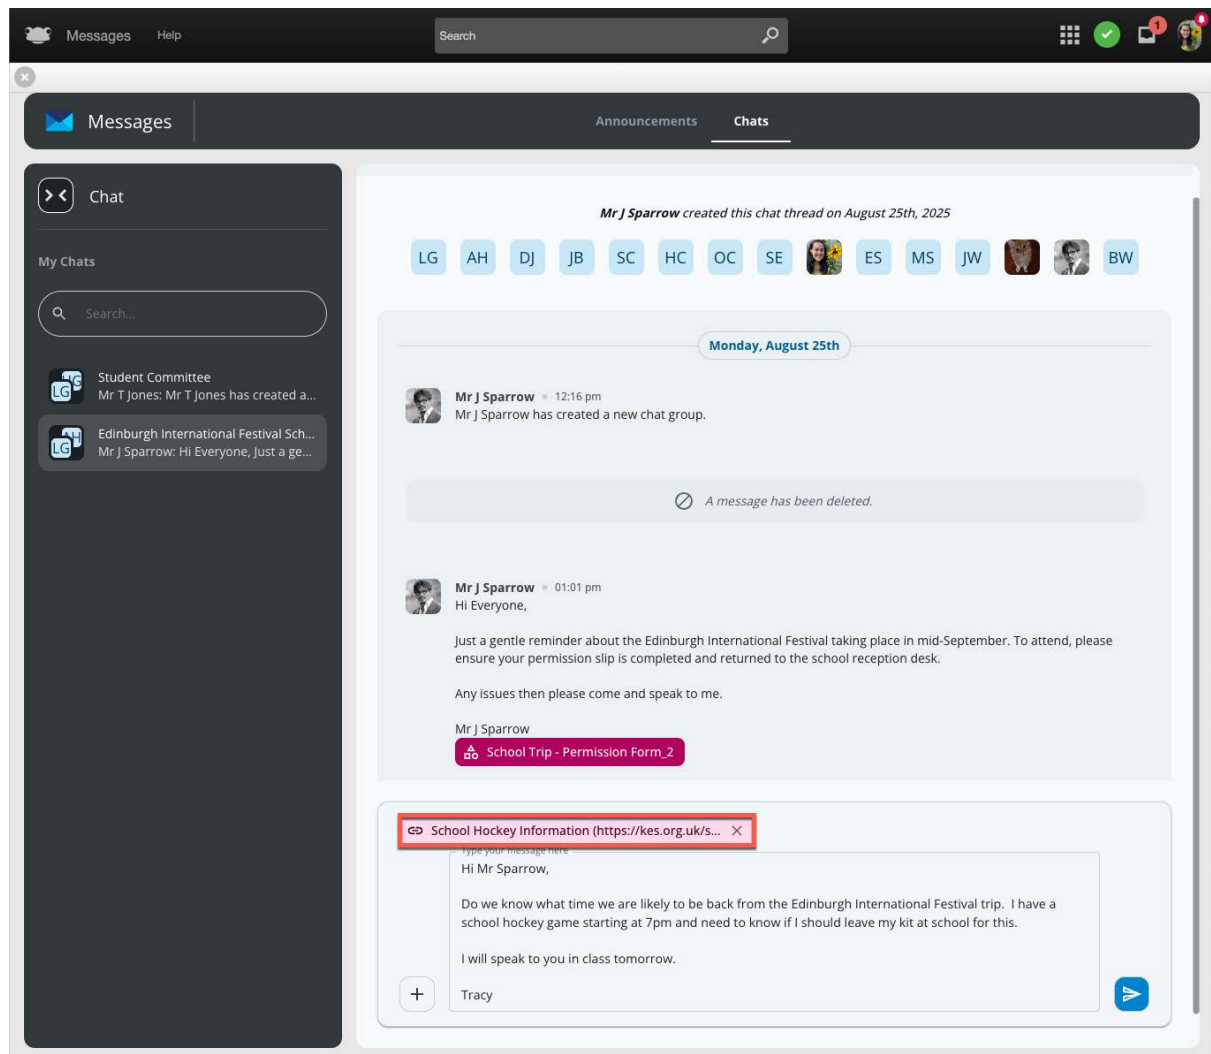 Messages Help Search 1
Messages Announcements Chats
Chat
My Chats
Search...
LG
Student Committee
Mr T Jones: Mr T Jones has created a...
LG
Edinburgh International Festival Sch...
Mr J Sparrow: Hi Everyone, Just a ge...
Mr J Sparrow created this chat thread on August 25th, 2025
LG AH DJ JB SC HC OC SE ES MS JW BW
Monday, August 25th
Mr J Sparrow 12:16 pm
Mr J Sparrow has created a new chat group.
A message has been deleted.
Mr J Sparrow 01:01 pm
Hi Everyone,
Just a gentle reminder about the Edinburgh International Festival taking place in mid-September. To attend, please
ensure your permission slip is completed and returned to the school reception desk.
Any issues then please come and speak to me.
Mr J Sparrow
School Trip - Permission Form_2
School Hockey Information (https://kes.org.uk/s...
Type your message here
Hi Mr Sparrow,
Do we know what time we are likely to be back from the Edinburgh International Festival trip. I have a
school hockey game starting at 7pm and need to know if I should leave my kit at school for this.
I will speak to you in class tomorrow.
Tracy